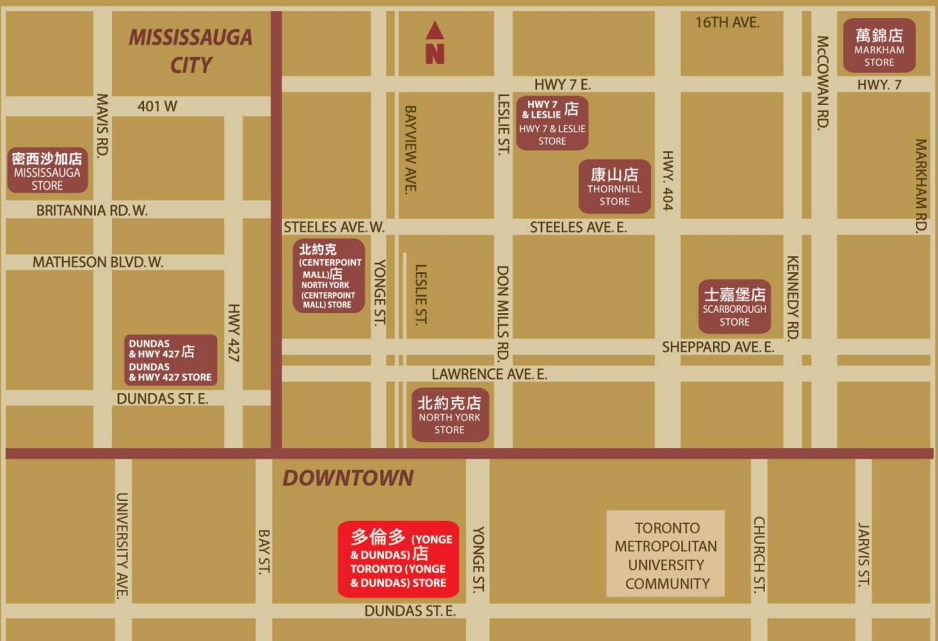 MISSISSAUGA
CITY
N
16TH AVE.
萬錦店
MARKHAM
STORE
McCOWAN RD.
HWY 7 E.
HWY. 7
MAVIS RD.
401 W
BAYVIEW AVE.
LESLIE ST.
HWY 7
& LESLIE 店
HWY 7 & LESLIE
STORE
密西沙加店
MISSISSAUGA
STORE
康山店
THORNHILL
STORE
HWY. 404
MARKHAM RD.
BRITANNIA RD. W.
STEELES AVE. W.
STEELES AVE. E.
MATHESON BLVD. W.
北約克
(CENTERPOINT
MALL)店
NORTH YORK
(CENTERPOINT
MALL) STORE
YONGE ST.
LESLIE ST.
DON MILLS RD.
KENNEDY RD.
士嘉堡店
SCARBOROUGH
STORE
HWY 427
DUNDAS
& HWY 427 店
DUNDAS
& HWY 427 STORE
SHEPPARD AVE. E.
LAWRENCE AVE. E.
DUNDAS ST. E.
北約克店
NORTH YORK
STORE
DOWNTOWN
UNIVERSITY AVE.
BAY ST.
多倫多 (YONGE
& DUNDAS) 店
TORONTO (YONGE
& DUNDAS) STORE
YONGE ST.
TORONTO
METROPOLITAN
UNIVERSITY
COMMUNITY
CHURCH ST.
JARVIS ST.
DUNDAS ST. E.